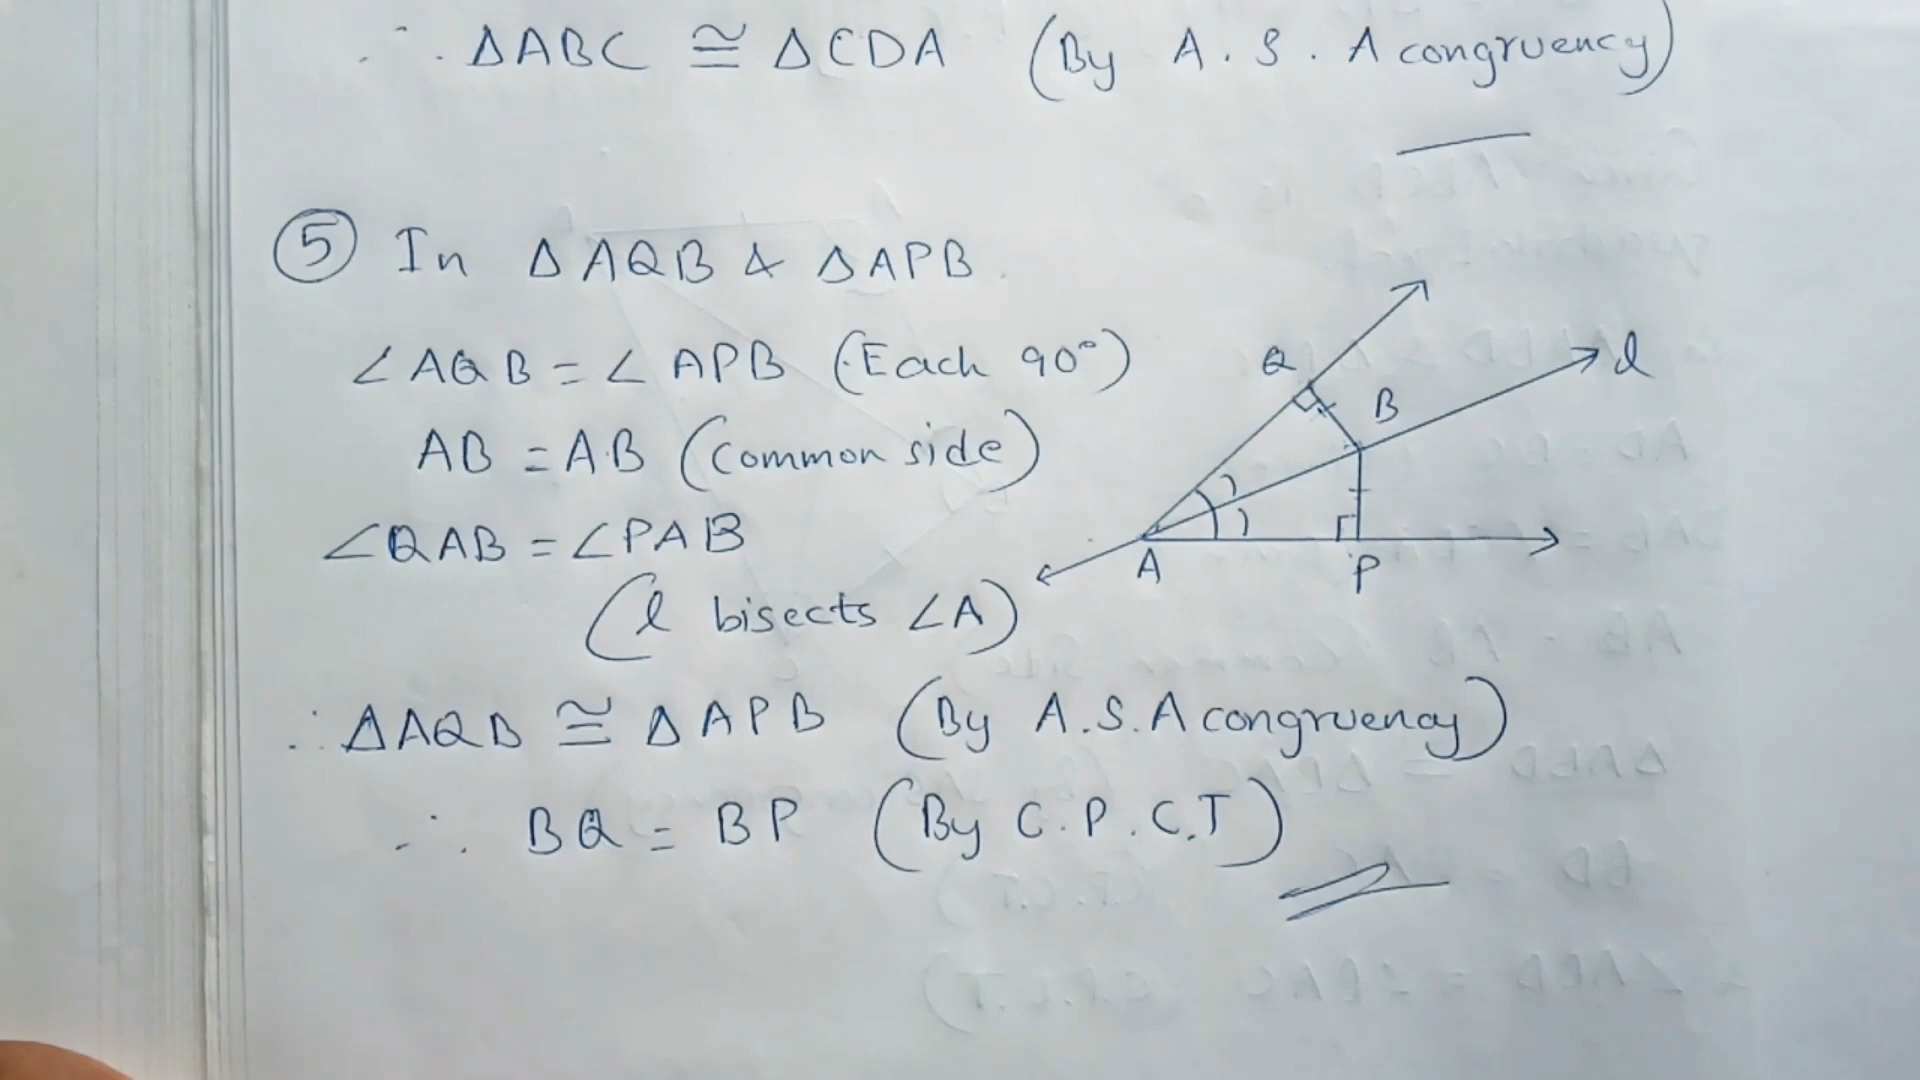 ∴ ΔABC ≅ ΔCDA (By A.S.A congruency)
⑤ In ΔAQB & ΔAPB.
∠AQB = ∠APB (Each 90°)
AB = AB (common side)
∠QAB = ∠PAB
(l bisects ∠A)
∴ ΔAQB ≅ ΔAPB (By A.S.A congruency)
∴ BQ = BP (By C.P.C.T)
Q
B
l
A
P